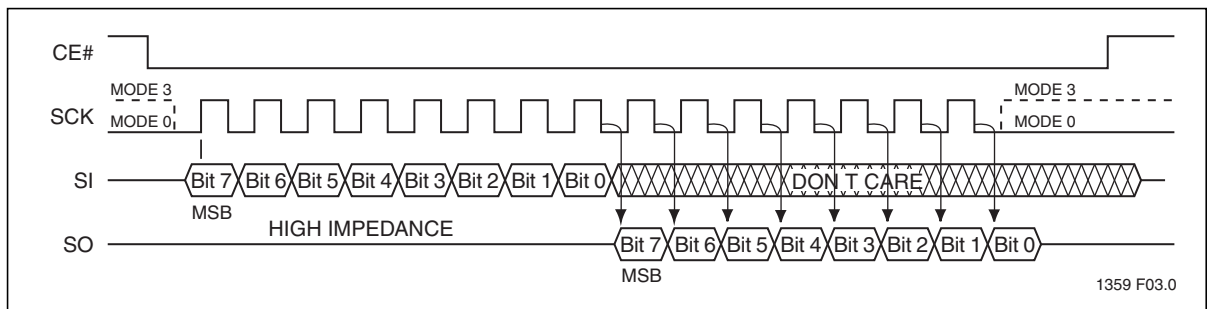 CE#
MODE 3
MODE 3
SCK
MODE 0
MODE 0
SI
Bit 7 Bit 6 Bit 5 Bit 4 Bit 3 Bit 2 Bit 1 Bit 0
DON T CARE
MSB
HIGH IMPEDANCE
SO
Bit 7 Bit 6 Bit 5 Bit 4 Bit 3 Bit 2 Bit 1 Bit 0
MSB
1359 F03.0